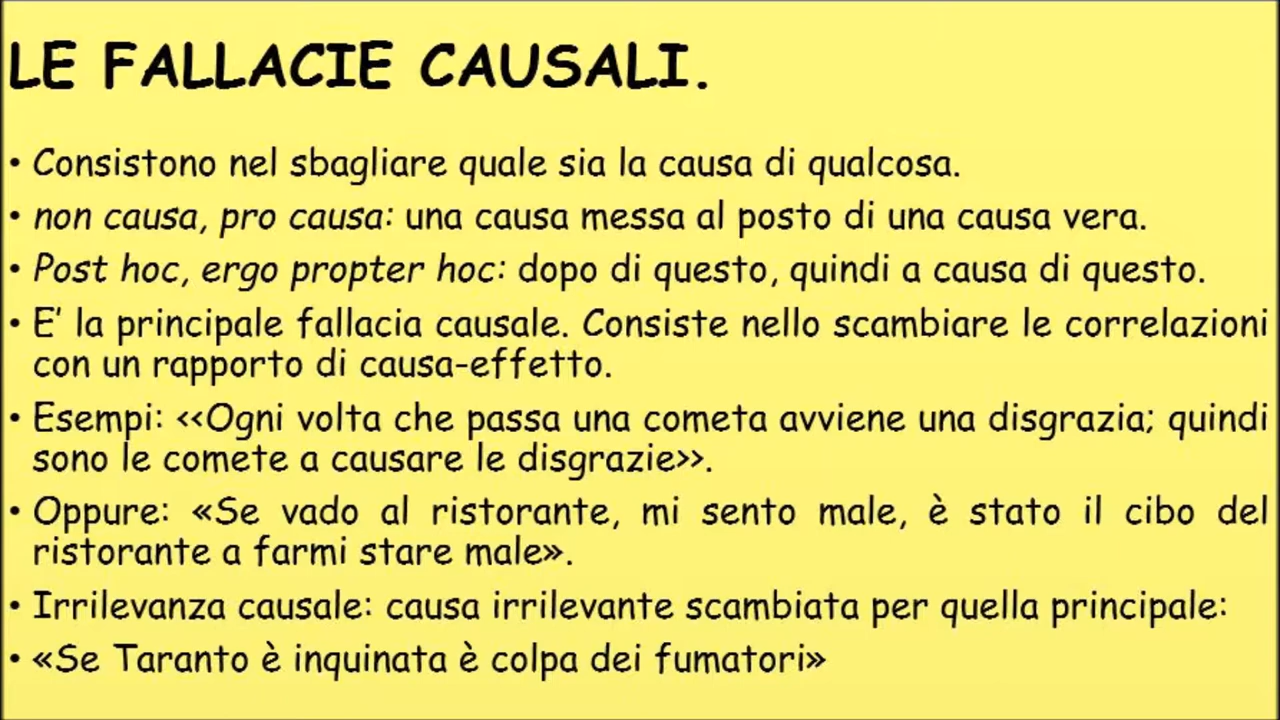 LE FALLACIE CAUSALI.
• Consistono nel sbagliare quale sia la causa di qualcosa.
• non causa, pro causa: una causa messa al posto di una causa vera.
• Post hoc, ergo propter hoc: dopo di questo, quindi a causa di questo.
• E' la principale fallacia causale. Consiste nello scambiare le correlazioni
con un rapporto di causa-effetto.
• Esempi: <<Ogni volta che passa una cometa avviene una disgrazia; quindi
sono le comete a causare le disgrazie>>.
• Oppure: «Se vado al ristorante, mi sento male, è stato il cibo del
ristorante a farmi stare male».
• Irrilevanza causale: causa irrilevante scambiata per quella principale:
• «Se Taranto è inquinata è colpa dei fumatori»